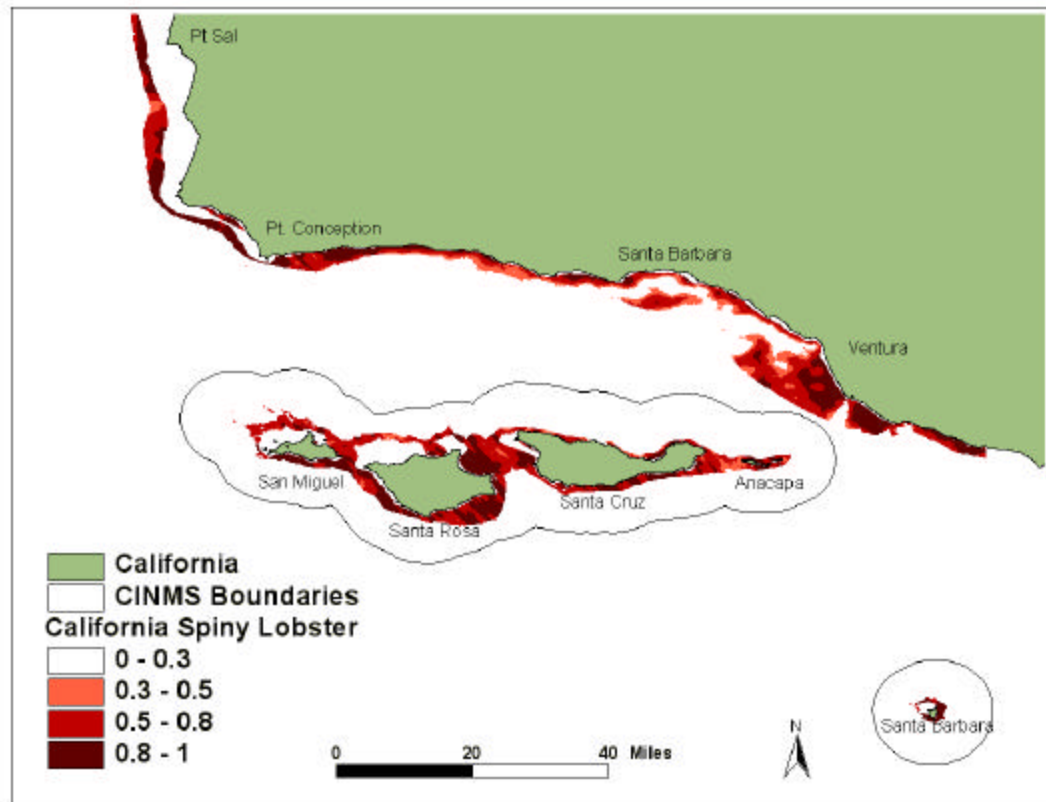 Pt Sal
Pt. Conception
Santa Barbara
Ventura
San Miguel
Anacapa
Santa Cruz
Santa Rosa
California
CINMS Boundaries
California Spiny Lobster
0 - 0.3
0.3 - 0.5
0.5 - 0.8
0.8 - 1
0 20 40 Miles
N
Santa Barbara